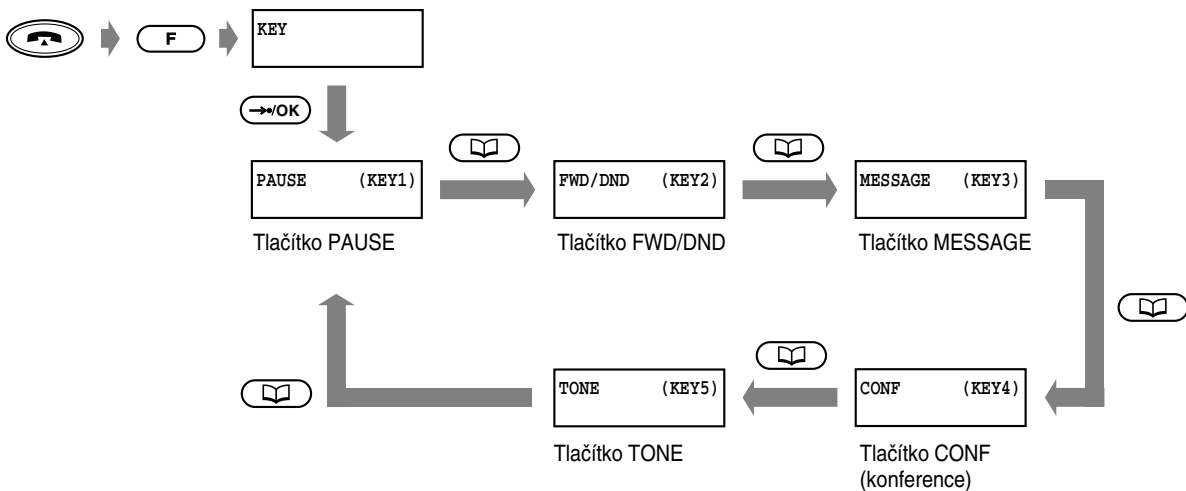 F
KEY
/OK
PAUSE (KEY1)
FWD/DND (KEY2)
MESSAGE (KEY3)
Tlačítko PAUSE
Tlačítko FWD/DND
Tlačítko MESSAGE
TONE (KEY5)
CONF (KEY4)
Tlačítko TONE
Tlačítko CONF
(konference)